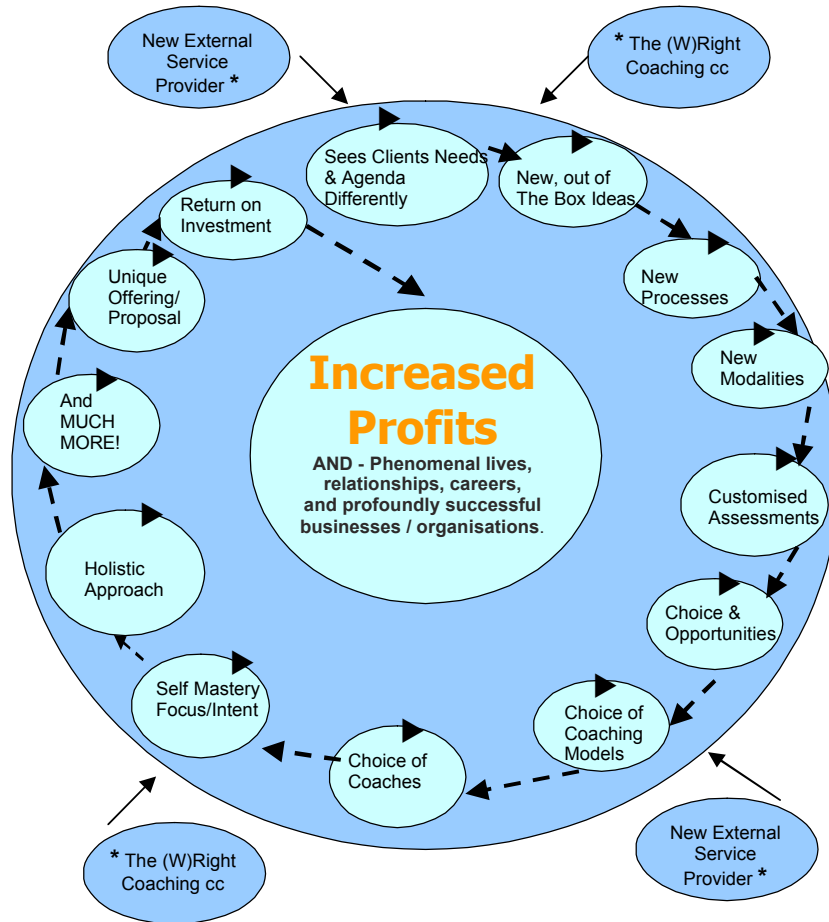 New External
Service
Provider *
* The (W)Right
Coaching cc
Sees Clients Needs
& Agenda
Differently
New, out of
The Box Ideas
New
Processes
New
Modalities
Customised
Assessments
Choice &
Opportunities
Choice of
Coaching
Models
Choice of
Coaches
Self Mastery
Focus/Intent
Holistic
Approach
And
MUCH
MORE!
Unique
Offering/
Proposal
Return on
Investment
Increased
Profits
AND - Phenomenal lives,
relationships, careers,
and profoundly successful
businesses / organisations.
* The (W)Right
Coaching cc
New External
Service
Provider *